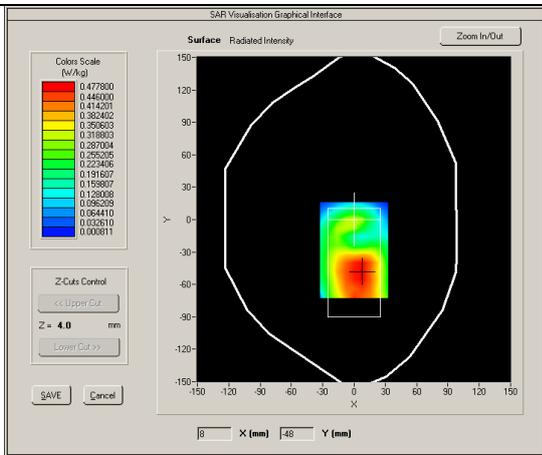 SAR Visualisation Graphical Interface
Surface Radiated Intensity
Zoom In/Out
Colors Scale
(W/kg)
0.477800
0.446000
0.414201
0.382402
0.350603
0.318803
0.287004
0.255205
0.223406
0.191607
0.159807
0.128008
0.096209
0.064410
0.032610
0.000811
150-
120-
90-
60-
30-
Y 0-
-30-
-60-
-90-
-120-
-150-
-150 -120 -90 -60 -30 0 30 60 90 120 150
X
Z-Cuts Control
<< Upper Cut
Z = 4.0 mm
Lower Cut >>
SAVE Cancel
8 X (mm) -48 Y (mm)